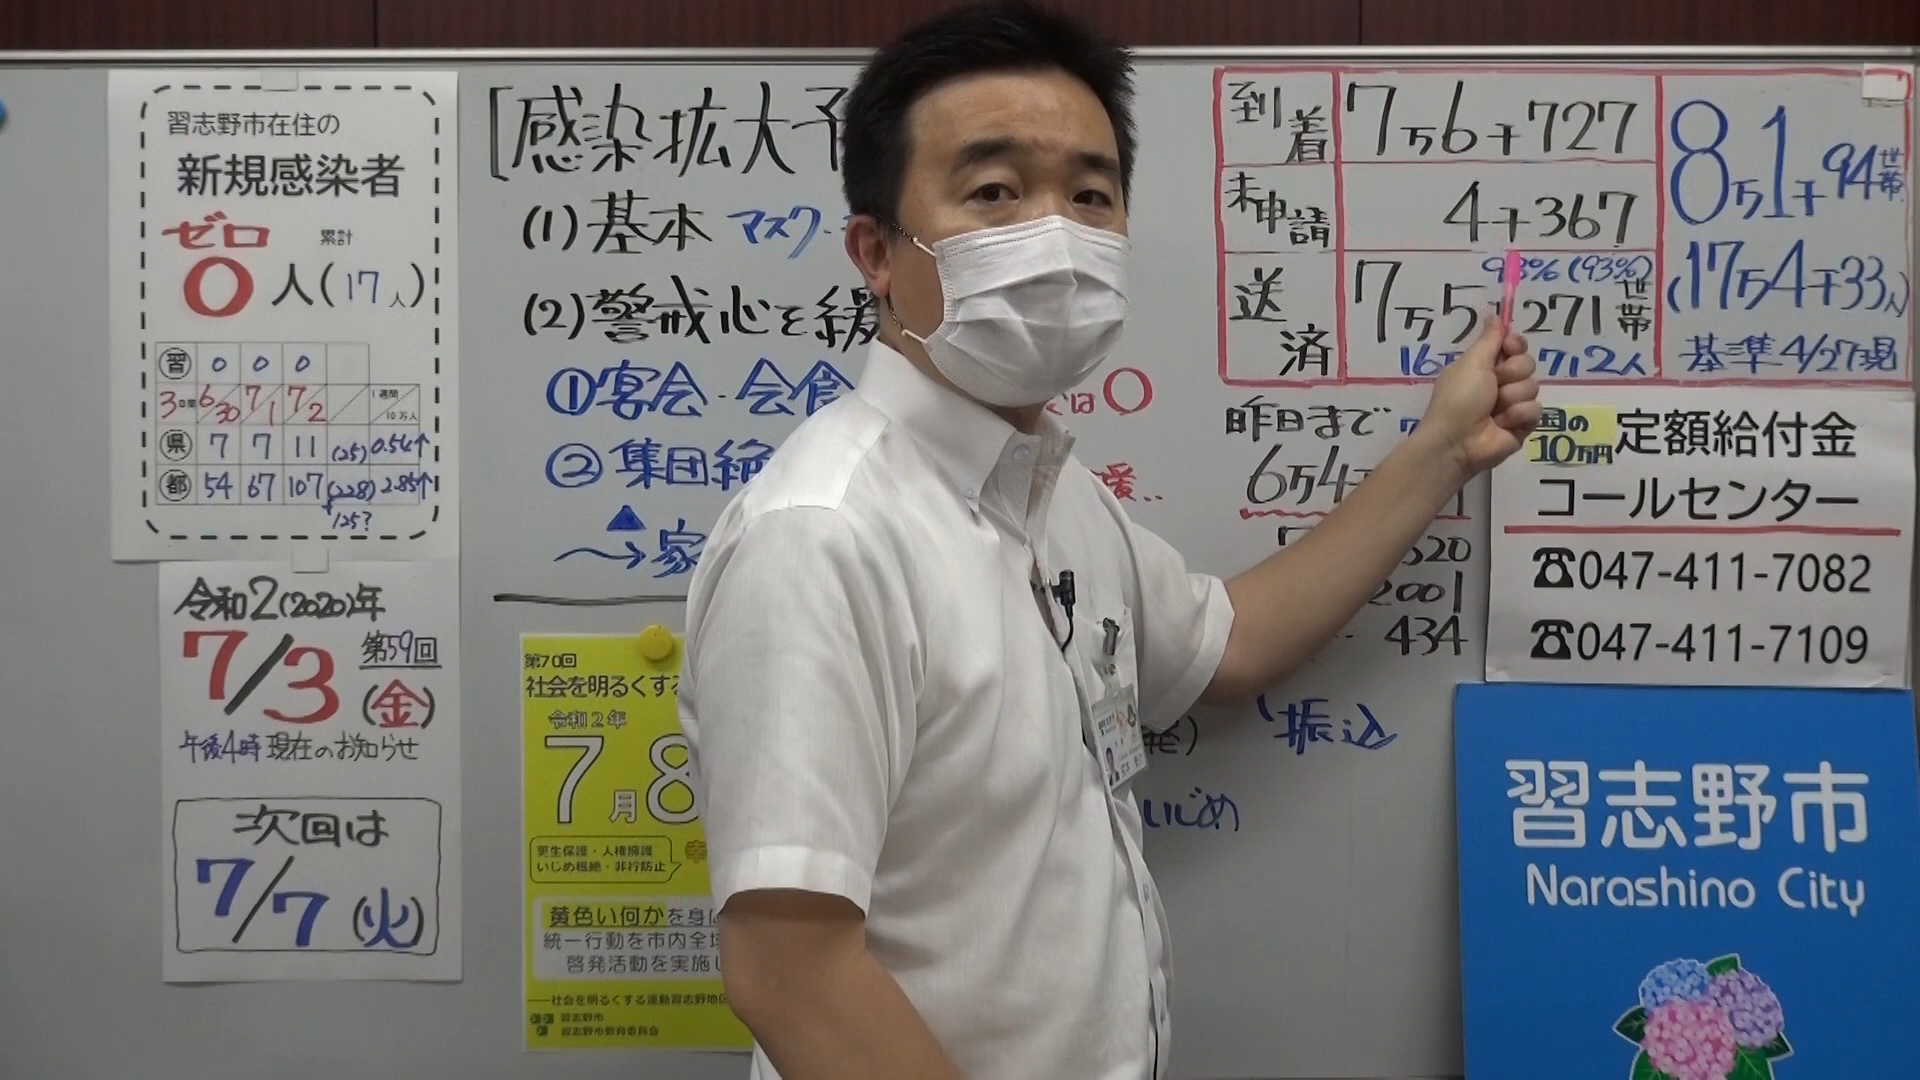 習志野市在住の
新規感染者
ゼロ 累計
0人(17人)
習 0 0 0
3日間 6/30 7/1 7/2 1週間/10万人
県 7 7 11 (25) 0.54↑
都 54 67 107 (228) 2.85↑
125?
令和2(2020)年
7/3 第59回
(金)
午後4時現在のお知らせ
次回は
7/7(火)
[感染拡大予
(1)基本 マスク
(2)警戒心を緩
①宴会・会食 は○
②集団 援‥
〜→家
第70回
社会を明るくする
令和2年
7月8
更生保護・人権擁護
いじめ根絶・非行防止
黄色い何かを身に
統一行動を市内全域
啓発活動を実施し
社会を明るくする運動習志野地区
習志野市
習志野市教育委員会
到着 7万6千727
未申請 4千367
送済 93%(93%)
7万5 271世帯
16万 712人
8万1千94世帯
(17万4千33人)
基準4/27現
昨日まで
6万4
520
2001
434
振込
いじめ
国の10万円 定額給付金
コールセンター
☎047-411-7082
☎047-411-7109
習志野市
Narashino City